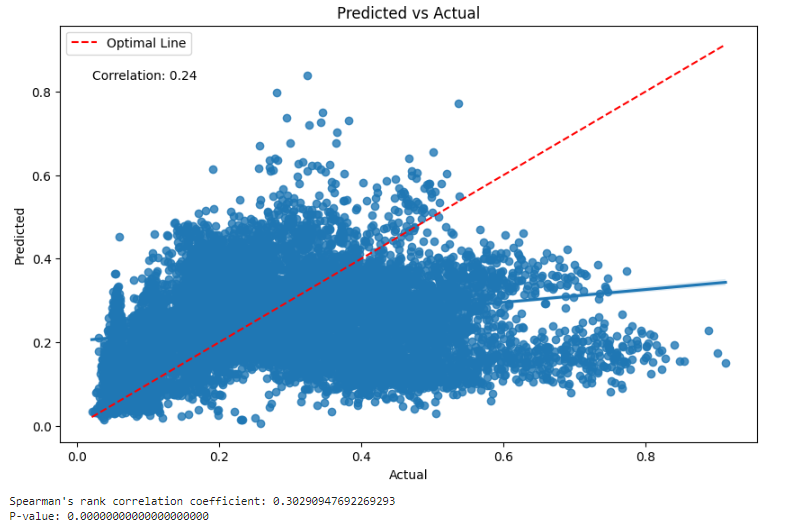 Predicted vs Actual
Optimal Line
Correlation: 0.24
0.8
0.6
0.4
0.2
0.0
Predicted
0.0 0.2 0.4 0.6 0.8
Actual
Spearman's rank correlation coefficient: 0.30290947692269293
P-value: 0.00000000000000000000